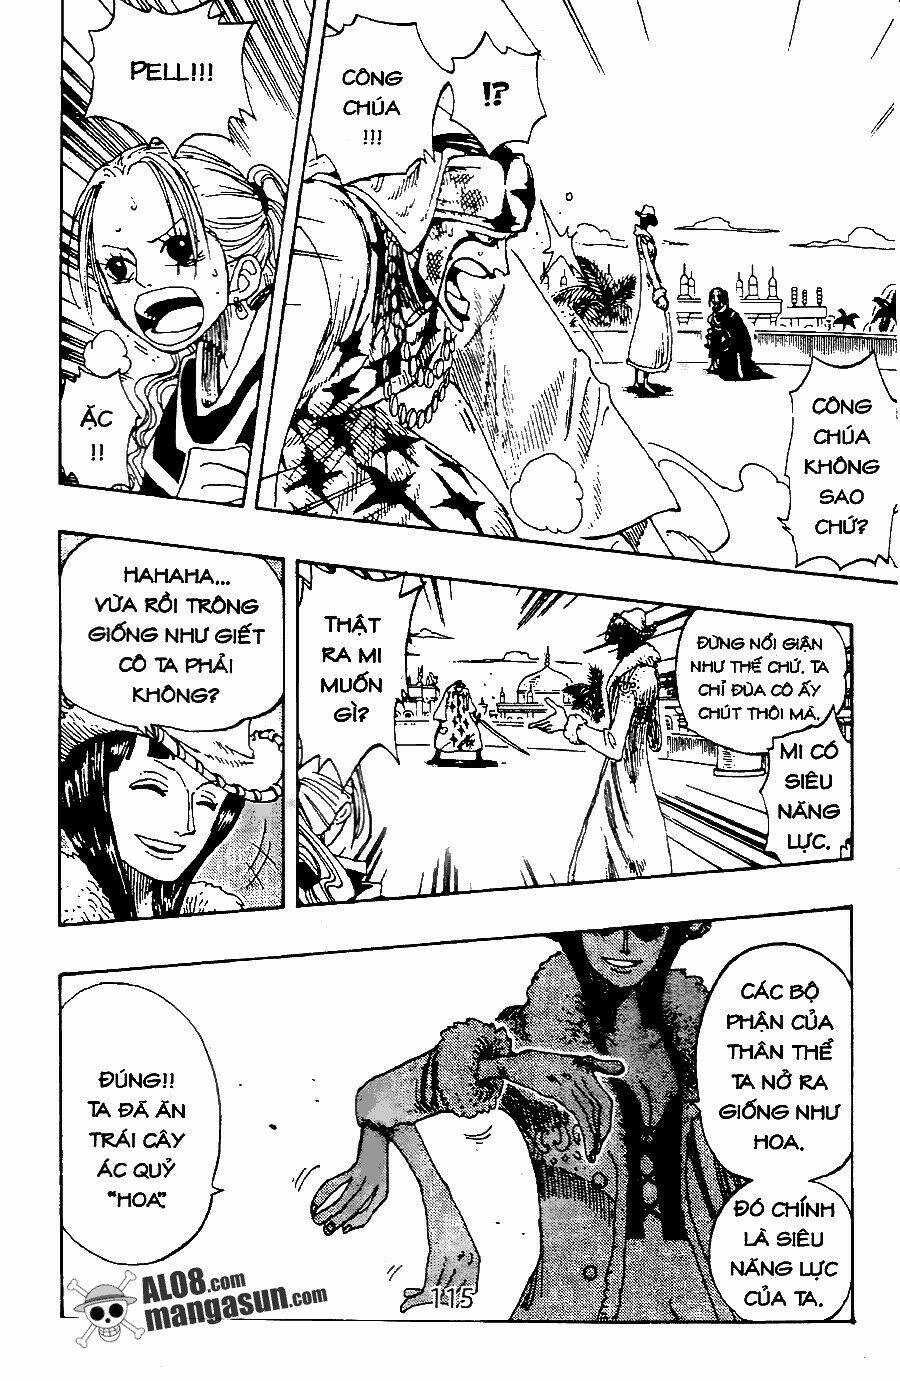 CÔNG
CHÚA
KHÔNG
SAO
CHỨ?
!?
CÔNG
CHÚA
!!!
PELL!!!
ẶC
!!
ĐỪNG NỔI GIẬN
NHƯ THẾ CHỨ. TA
CHỈ ĐÙA CÔ ẤY
CHÚT THÔI MÀ.
MI CÓ
SIÊU
NĂNG
LỰC.
THẬT
RA MI
MUỐN
GÌ?
HAHAHA...
VỪA RỒI TRÔNG
GIỐNG NHƯ GIẾT
CÔ TA PHẢI
KHÔNG?
CÁC BỘ
PHẬN CỦA
THÂN THỂ
TA NỞ RA
GIỐNG NHƯ
HOA.
ĐÓ CHÍNH
LÀ SIÊU
NĂNG LỰC
CỦA TA.
ĐÚNG!!
TA ĐÃ ĂN
TRÁI CÂY
ÁC QUỶ
"HOA".
115
ALO8.com
mangasun.com